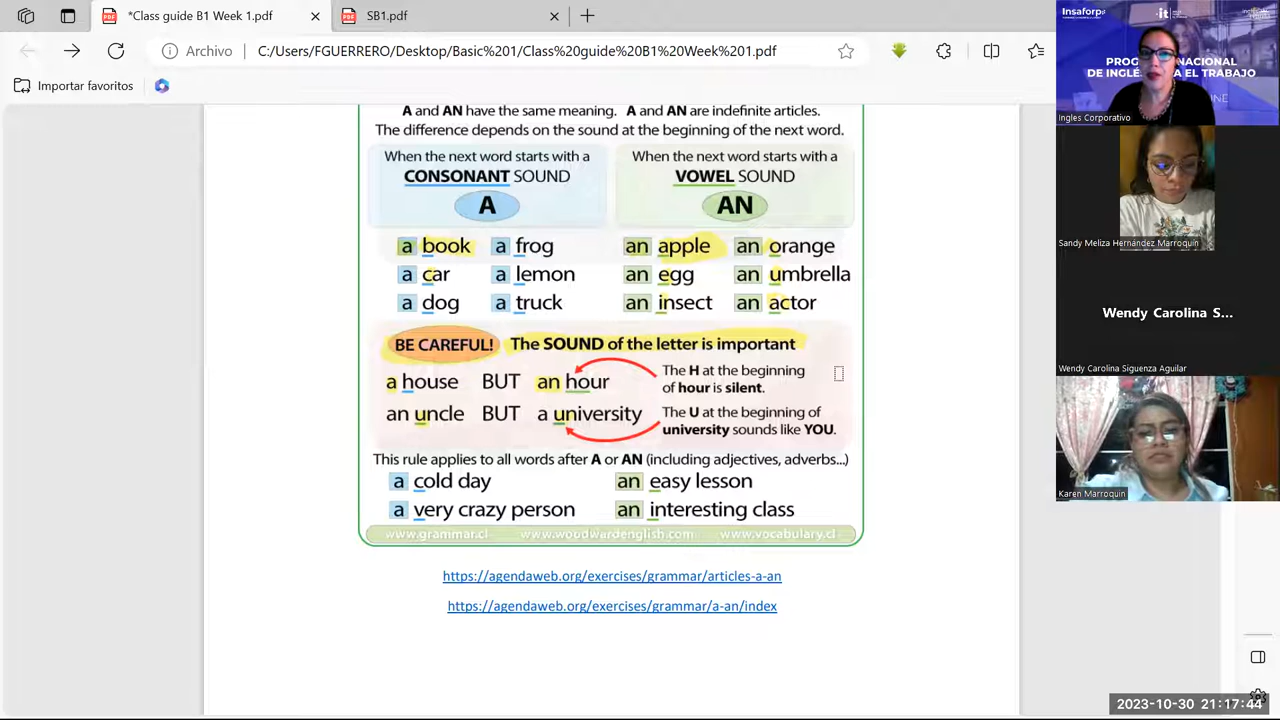 *Class guide B1 Week 1.pdf
SB1.pdf
Archivo
C:/Users/FGUERRERO/Desktop/Basic%201/Class%20guide%20B1%20Week%201.pdf
Importar favoritos
A and AN have the same meaning. A and AN are indefinite articles.
The difference depends on the sound at the beginning of the next word.
When the next word starts with a
CONSONANT SOUND
A
When the next word starts with a
VOWEL SOUND
AN
a book a frog an apple an orange
a car a lemon an egg an umbrella
a dog a truck an insect an actor
BE CAREFUL! The SOUND of the letter is important
a house BUT an hour
The H at the beginning
of hour is silent.
an uncle BUT a university
The U at the beginning of
university sounds like YOU.
This rule applies to all words after A or AN (including adjectives, adverbs...)
a cold day an easy lesson
a very crazy person an interesting class
www.grammar.cl www.woodwardenglish.com www.vocabulary.cl
https://agendaweb.org/exercises/grammar/articles-a-an
https://agendaweb.org/exercises/grammar/a-an/index
Insaforp
Ingles Corporativo
Sandy Meliza Hernández Marroquín
Wendy Carolina S...
Wendy Carolina Siguenza Aguilar
Karen Marroquin
2023-10-30 21:17:44